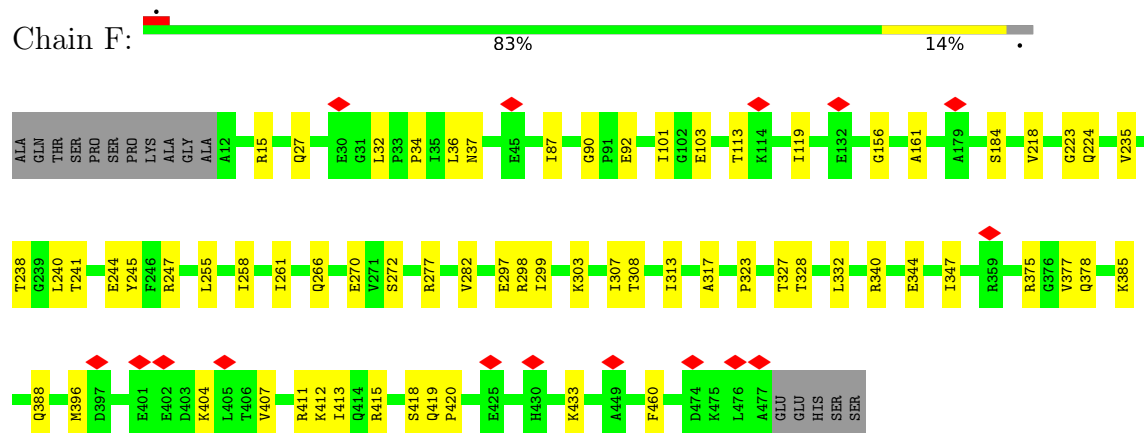 Chain F:
83% 14%
ALA GLN THR SER PRO SER PRO LYS ALA GLY ALA A12 R15 Q27 E30 G31 L32 P33 P34 I35 L36 N37 E45 I87 G90 P91 E92 I101 G102 E103 T113 K114 I119 E132 G156 A161 A179 S184 V218 G223 Q224 V235
T238 G239 L240 T241 E244 Y245 F246 R247 L255 I258 I261 Q266 E270 V271 S272 R277 V282 E297 R298 I299 K303 I307 T308 I313 A317 P323 T327 T328 L332 R340 E344 I347 R359 R375 G376 V377 Q378 K385
Q388 M396 D397 E401 E402 D403 K404 L405 T406 V407 R411 K412 I413 Q414 R415 S418 Q419 P420 E425 H430 K433 A449 F460 D474 K475 L476 A477 GLU GLU HIS SER SER